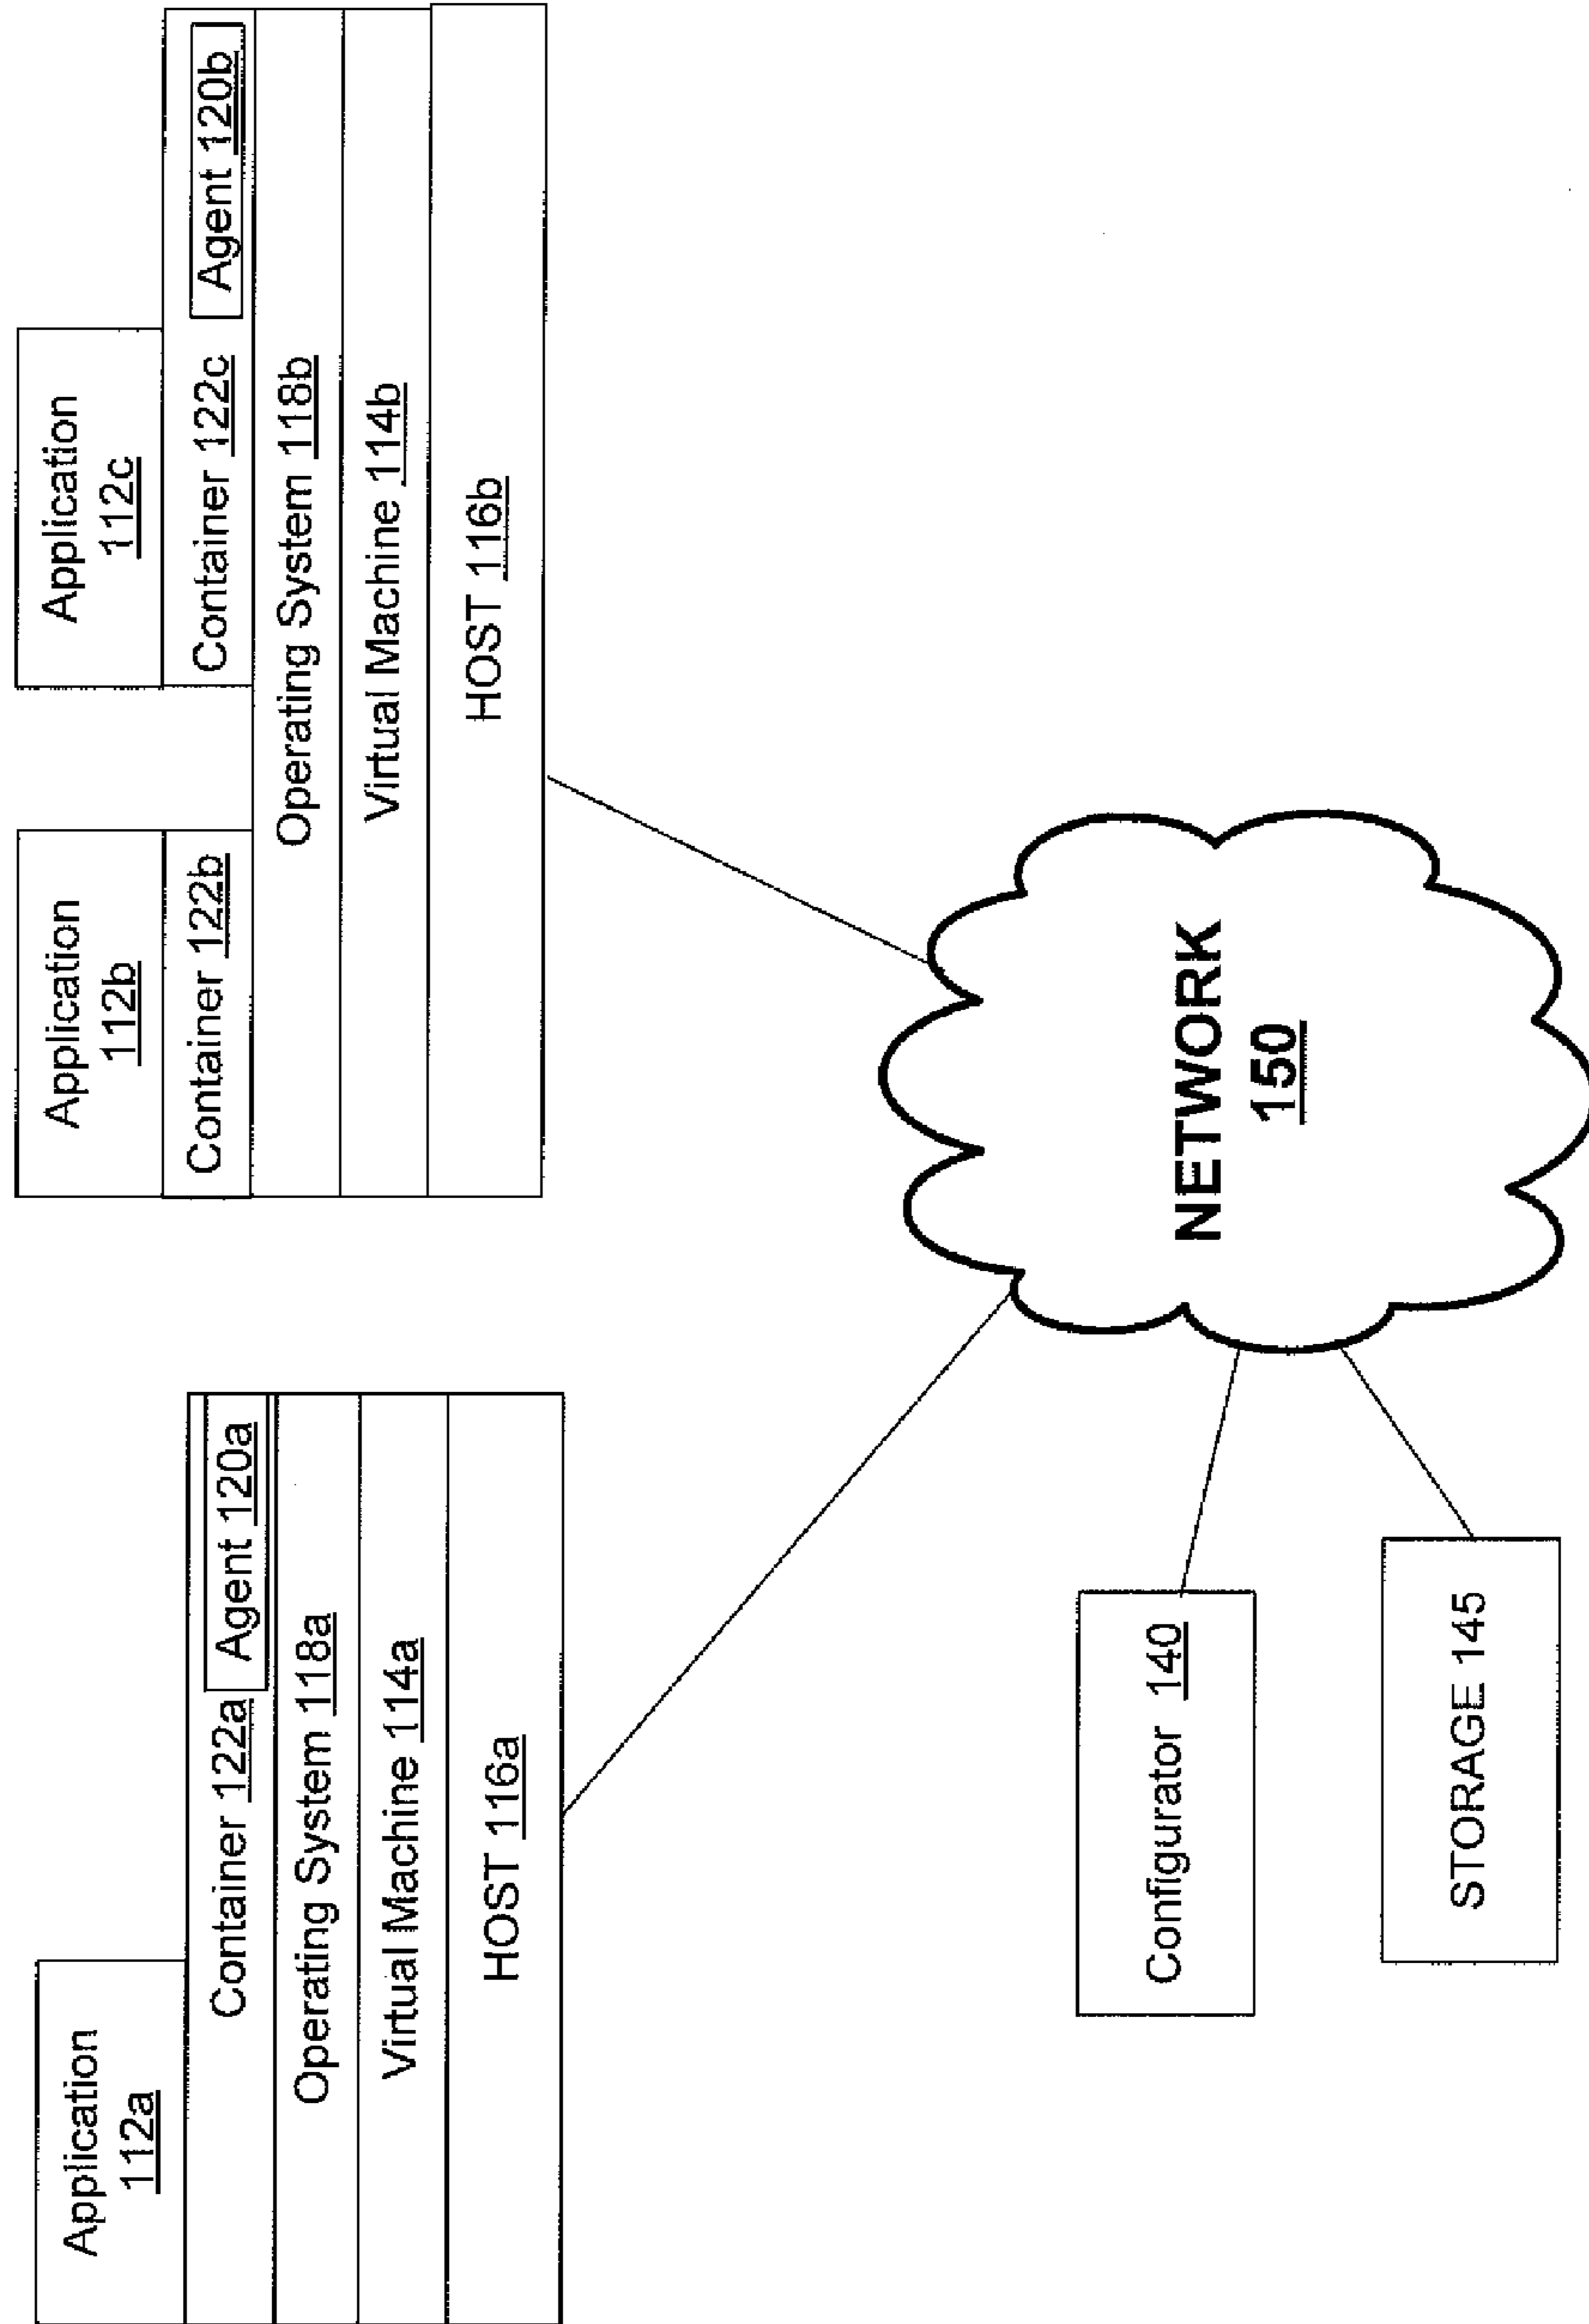 Application
112a
Container 122a
Agent 120a
Operating System 118a
Virtual Machine 114a
HOST 116a
Application
112b
Container 122b
Application
112c
Container 122c
Agent 120b
Operating System 118b
Virtual Machine 114b
HOST 116b
NETWORK
150
Configurator 140
STORAGE 145